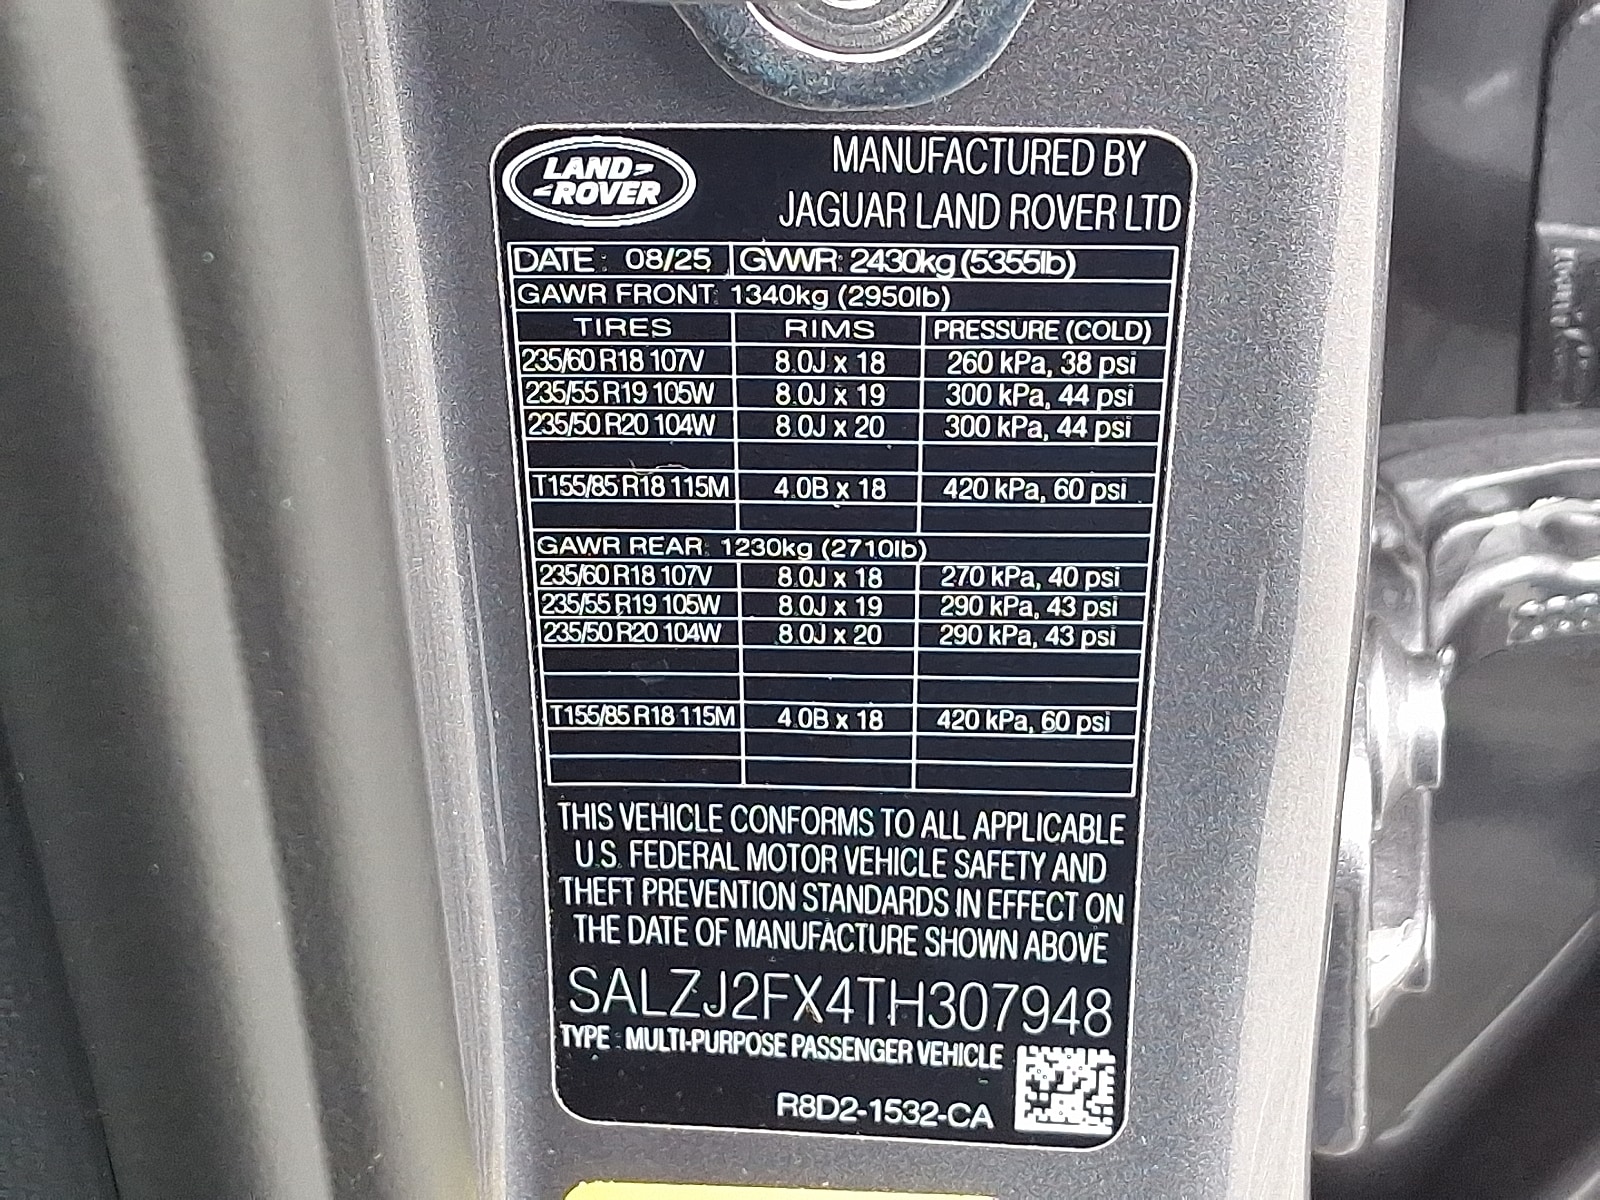 LAND
ROVER
MANUFACTURED BY
JAGUAR LAND ROVER LTD
DATE: 08/25 GVWR: 2430kg (5355lb)
GAWR FRONT: 1340kg (2950lb)
TIRES RIMS PRESSURE (COLD)
235/60 R18 107V 8.0J x 18 260 kPa, 38 psi
235/55 R19 105W 8.0J x 19 300 kPa, 44 psi
235/50 R20 104W 8.0J x 20 300 kPa, 44 psi
T155/85 R18 115M 4.0B x 18 420 kPa, 60 psi
GAWR REAR: 1230kg (2710lb)
235/60 R18 107V 8.0J x 18 270 kPa, 40 psi
235/55 R19 105W 8.0J x 19 290 kPa, 43 psi
235/50 R20 104W 8.0J x 20 290 kPa, 43 psi
T155/85 R18 115M 4.0B x 18 420 kPa, 60 psi
THIS VEHICLE CONFORMS TO ALL APPLICABLE
U.S. FEDERAL MOTOR VEHICLE SAFETY AND
THEFT PREVENTION STANDARDS IN EFFECT ON
THE DATE OF MANUFACTURE SHOWN ABOVE
SALZJ2FX4TH307948
TYPE: MULTI-PURPOSE PASSENGER VEHICLE
R8D2-1532-CA